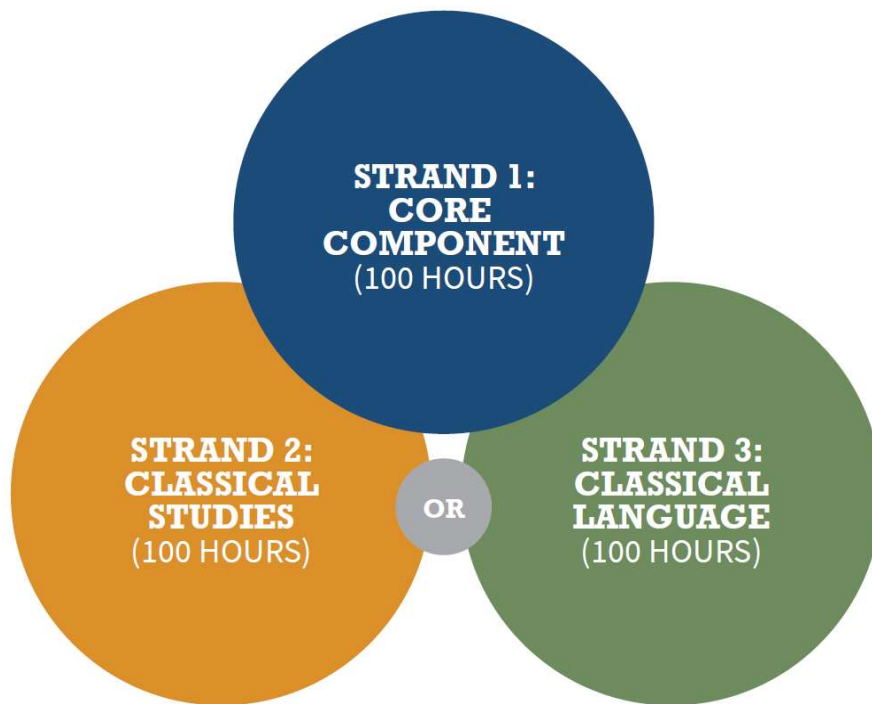 STRAND 1:
CORE
COMPONENT
(100 HOURS)
STRAND 2:
CLASSICAL
STUDIES
(100 HOURS)
OR
STRAND 3:
CLASSICAL
LANGUAGE
(100 HOURS)